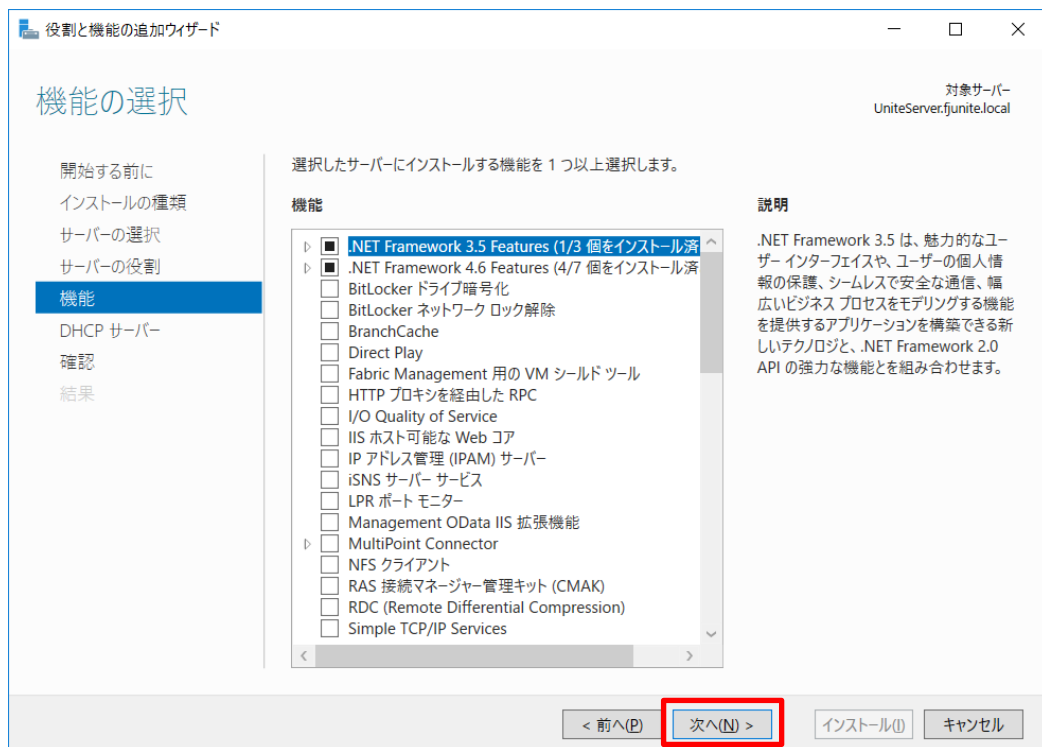 役割と機能の追加ウィザード
機能の選択
対象サーバー
UniteServer.fjunite.local
開始する前に
インストールの種類
サーバーの選択
サーバーの役割
機能
DHCP サーバー
確認
結果
選択したサーバーにインストールする機能を 1 つ以上選択します。
機能
.NET Framework 3.5 Features (1/3 個をインストール済
.NET Framework 4.6 Features (4/7 個をインストール済
BitLocker ドライブ暗号化
BitLocker ネットワーク ロック解除
BranchCache
Direct Play
Fabric Management 用の VM シールド ツール
HTTP プロキシを経由した RPC
I/O Quality of Service
IIS ホスト可能な Web コア
IP アドレス管理 (IPAM) サーバー
iSNS サーバー サービス
LPR ポート モニター
Management OData IIS 拡張機能
MultiPoint Connector
NFS クライアント
RAS 接続マネージャー管理キット (CMAK)
RDC (Remote Differential Compression)
Simple TCP/IP Services
説明
.NET Framework 3.5 は、魅力的なユー
ザー インターフェイスや、ユーザーの個人情
報の保護、シームレスで安全な通信、幅
広いビジネス プロセスをモデリングする機能
を提供するアプリケーションを構築できる新
しいテクノロジと、.NET Framework 2.0
API の強力な機能とを組み合わせます。
< 前へ(P)
次へ(N) >
インストール(I)
キャンセル